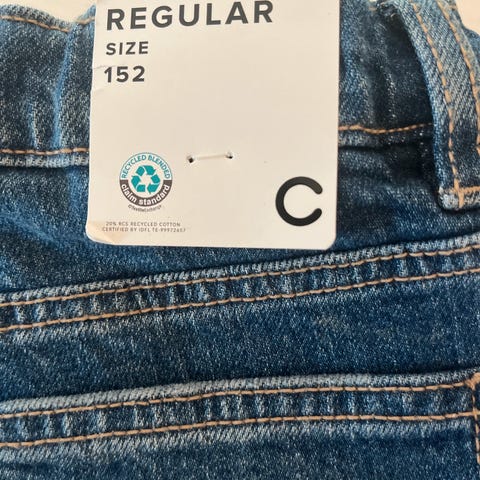 REGULAR
SIZE
152
RECYCLED BLENDED
claim standard
20% RCS RECYCLED COTTON
CERTIFIED BY IDFL TE-99972657
C